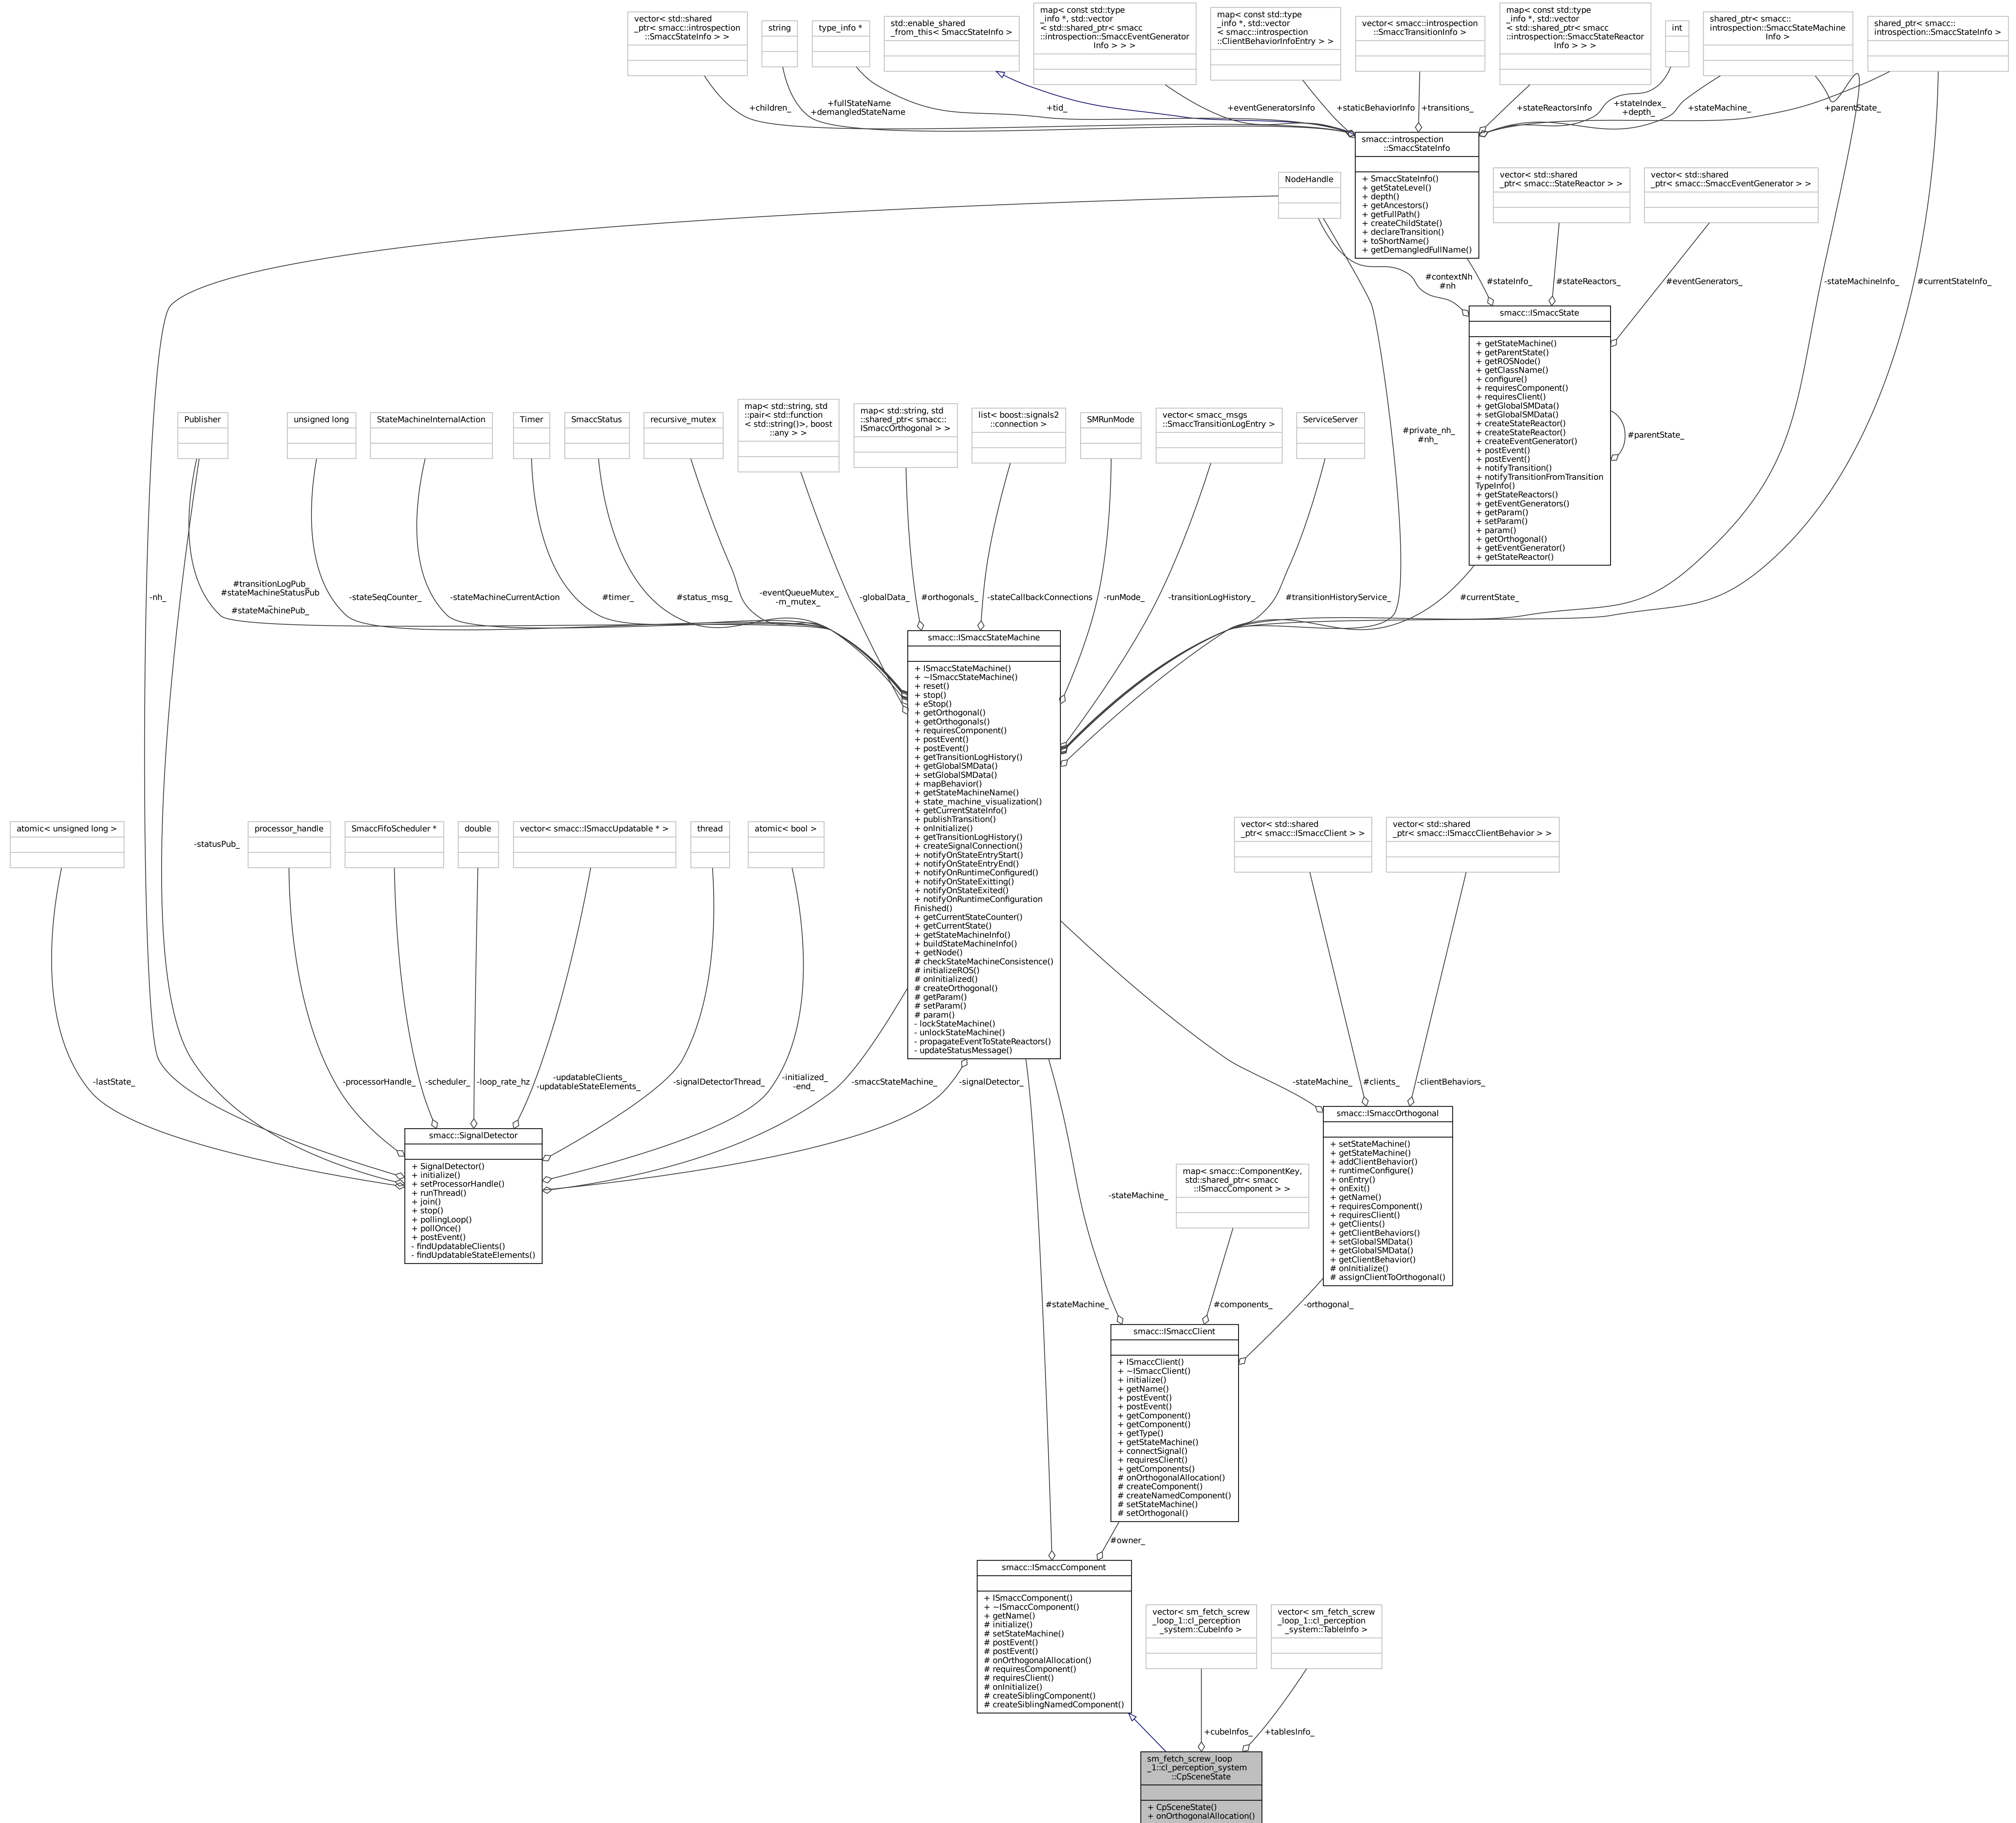 vector< std::shared
_ptr< smacc::introspection
::SmaccStateInfo > >
string
type_info *
std::enable_shared
_from_this< SmaccStateInfo >
map< const std::type
_info *, std::vector
< std::shared_ptr< smacc
::introspection::SmaccEventGenerator
Info > > >
map< const std::type
_info *, std::vector
< smacc::introspection
::ClientBehaviorInfoEntry > >
vector< smacc::introspection
::SmaccTransitionInfo >
map< const std::type
_info *, std::vector
< std::shared_ptr< smacc
::introspection::SmaccStateReactor
Info > > >
int
shared_ptr< smacc::
introspection::SmaccStateMachine
Info >
shared_ptr< smacc::
introspection::SmaccStateInfo >
+children_
+fullStateName
+demangledStateName
+tid_
+eventGeneratorsInfo
+staticBehaviorInfo
+transitions_
+stateReactorsInfo
+stateIndex_
+depth_
+stateMachine_
+parentState_
smacc::introspection
::SmaccStateInfo
+ SmaccStateInfo()
+ getStateLevel()
+ depth()
+ getAncestors()
+ getFullPath()
+ createChildState()
+ declareTransition()
+ toShortName()
+ getDemangledFullName()
NodeHandle
vector< std::shared
_ptr< smacc::StateReactor > >
vector< std::shared
_ptr< smacc::SmaccEventGenerator > >
#contextNh
#nh
#stateInfo_
#stateReactors_
#eventGenerators_
-stateMachineInfo_
#currentStateInfo_
smacc::ISmaccState
+ getStateMachine()
+ getParentState()
+ getROSNode()
+ getClassName()
+ configure()
+ requiresComponent()
+ requiresClient()
+ getGlobalSMData()
+ setGlobalSMData()
+ createStateReactor()
+ createStateReactor()
+ createEventGenerator()
+ postEvent()
+ postEvent()
+ notifyTransition()
+ notifyTransitionFromTransition
TypeInfo()
+ getStateReactors()
+ getEventGenerators()
+ getParam()
+ setParam()
+ param()
+ getOrthogonal()
+ getEventGenerator()
+ getStateReactor()
#parentState_
Publisher
unsigned long
StateMachineInternalAction
Timer
SmaccStatus
recursive_mutex
map< std::string, std
::pair< std::function
< std::string()>, boost
::any > >
map< std::string, std
::shared_ptr< smacc::
ISmaccOrthogonal > >
list< boost::signals2
::connection >
SMRunMode
vector< smacc_msgs
::SmaccTransitionLogEntry >
ServiceServer
#private_nh_
#nh_
-nh_
#transitionLogPub_
#stateMachineStatusPub
_
#stateMachinePub_
-stateSeqCounter_
-stateMachineCurrentAction
#timer_
#status_msg_
-eventQueueMutex_
-m_mutex_
-globalData_
#orthogonals_
-stateCallbackConnections
-runMode_
-transitionLogHistory_
#transitionHistoryService_
#currentState_
smacc::ISmaccStateMachine
+ ISmaccStateMachine()
+ ~ISmaccStateMachine()
+ reset()
+ stop()
+ eStop()
+ getOrthogonal()
+ getOrthogonals()
+ requiresComponent()
+ postEvent()
+ postEvent()
+ getTransitionLogHistory()
+ getGlobalSMData()
+ setGlobalSMData()
+ mapBehavior()
+ getStateMachineName()
+ state_machine_visualization()
+ getCurrentStateInfo()
+ publishTransition()
+ onInitialize()
+ getTransitionLogHistory()
+ createSignalConnection()
+ notifyOnStateEntryStart()
+ notifyOnStateEntryEnd()
+ notifyOnRuntimeConfigured()
+ notifyOnStateExitting()
+ notifyOnStateExited()
+ notifyOnRuntimeConfiguration
Finished()
+ getCurrentStateCounter()
+ getCurrentState()
+ getStateMachineInfo()
+ buildStateMachineInfo()
+ getNode()
# checkStateMachineConsistence()
# initializeROS()
# onInitialized()
# createOrthogonal()
# getParam()
# setParam()
# param()
- lockStateMachine()
- unlockStateMachine()
- propagateEventToStateReactors()
- updateStatusMessage()
atomic< unsigned long >
-statusPub_
processor_handle
SmaccFifoScheduler *
double
vector< smacc::ISmaccUpdatable * >
thread
atomic< bool >
vector< std::shared
_ptr< smacc::ISmaccClient > >
vector< std::shared
_ptr< smacc::ISmaccClientBehavior > >
-lastState_
-processorHandle_
-scheduler_
-loop_rate_hz
-updatableClients_
-updatableStateElements_
-signalDetectorThread_
-initialized_
-end_
-smaccStateMachine_
-signalDetector_
-stateMachine_
#clients_
-clientBehaviors_
smacc::SignalDetector
+ SignalDetector()
+ initialize()
+ setProcessorHandle()
+ runThread()
+ join()
+ stop()
+ pollingLoop()
+ pollOnce()
+ postEvent()
- findUpdatableClients()
- findUpdatableStateElements()
smacc::ISmaccOrthogonal
+ setStateMachine()
+ getStateMachine()
+ addClientBehavior()
+ runtimeConfigure()
+ onEntry()
+ onExit()
+ getName()
+ requiresComponent()
+ requiresClient()
+ getClients()
+ getClientBehaviors()
+ setGlobalSMData()
+ getGlobalSMData()
+ getClientBehavior()
# onInitialize()
# assignClientToOrthogonal()
map< smacc::ComponentKey,
std::shared_ptr< smacc
::ISmaccComponent > >
-stateMachine_
#stateMachine_
#components_
-orthogonal_
smacc::ISmaccClient
+ ISmaccClient()
+ ~ISmaccClient()
+ initialize()
+ getName()
+ postEvent()
+ postEvent()
+ getComponent()
+ getComponent()
+ getType()
+ getStateMachine()
+ connectSignal()
+ requiresClient()
+ getComponents()
# onOrthogonalAllocation()
# createComponent()
# createNamedComponent()
# setStateMachine()
# setOrthogonal()
#owner_
smacc::ISmaccComponent
+ ISmaccComponent()
+ ~ISmaccComponent()
+ getName()
# initialize()
# setStateMachine()
# postEvent()
# postEvent()
# onOrthogonalAllocation()
# requiresComponent()
# requiresClient()
# onInitialize()
# createSiblingComponent()
# createSiblingNamedComponent()
vector< sm_fetch_screw
_loop_1::cl_perception
_system::CubeInfo >
vector< sm_fetch_screw
_loop_1::cl_perception
_system::TableInfo >
+cubeInfos_
+tablesInfo_
sm_fetch_screw_loop
_1::cl_perception_system
::CpSceneState
+ CpSceneState()
+ onOrthogonalAllocation()